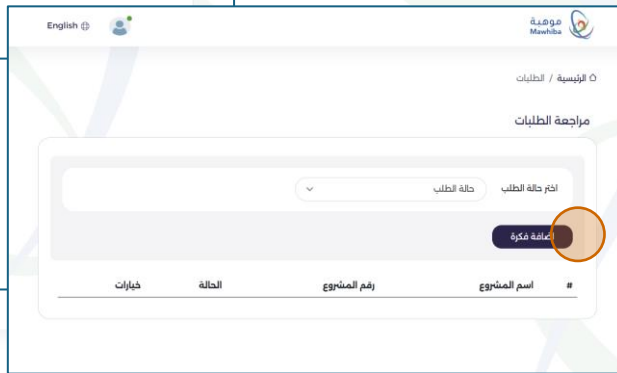 موهبة
Mawhiba
English
الرئيسية / الطلبات
مراجعة الطلبات
اختر حالة الطلب
حالة الطلب
إضافة فكرة
# اسم المشروع رقم المشروع الحالة خيارات